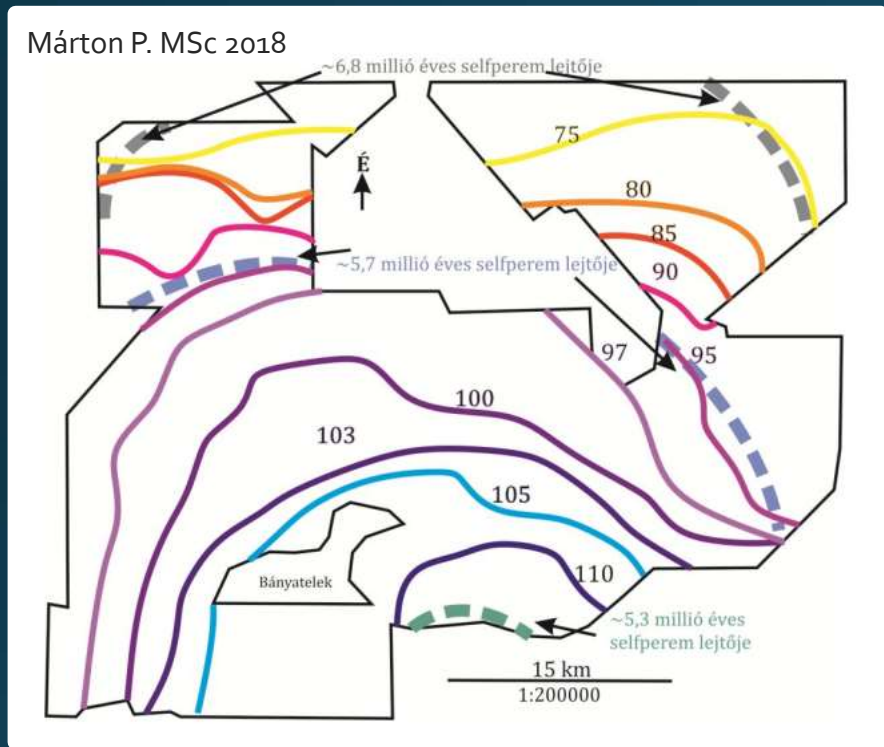 Márton P. MSc 2018
~6,8 millió éves selfperem lejtője
75
É
80
85
~5,7 millió éves selfperem lejtője
90
97
95
100
103
105
110
Bányatelek
~5,3 millió éves
selfperem lejtője
15 km
1:200000